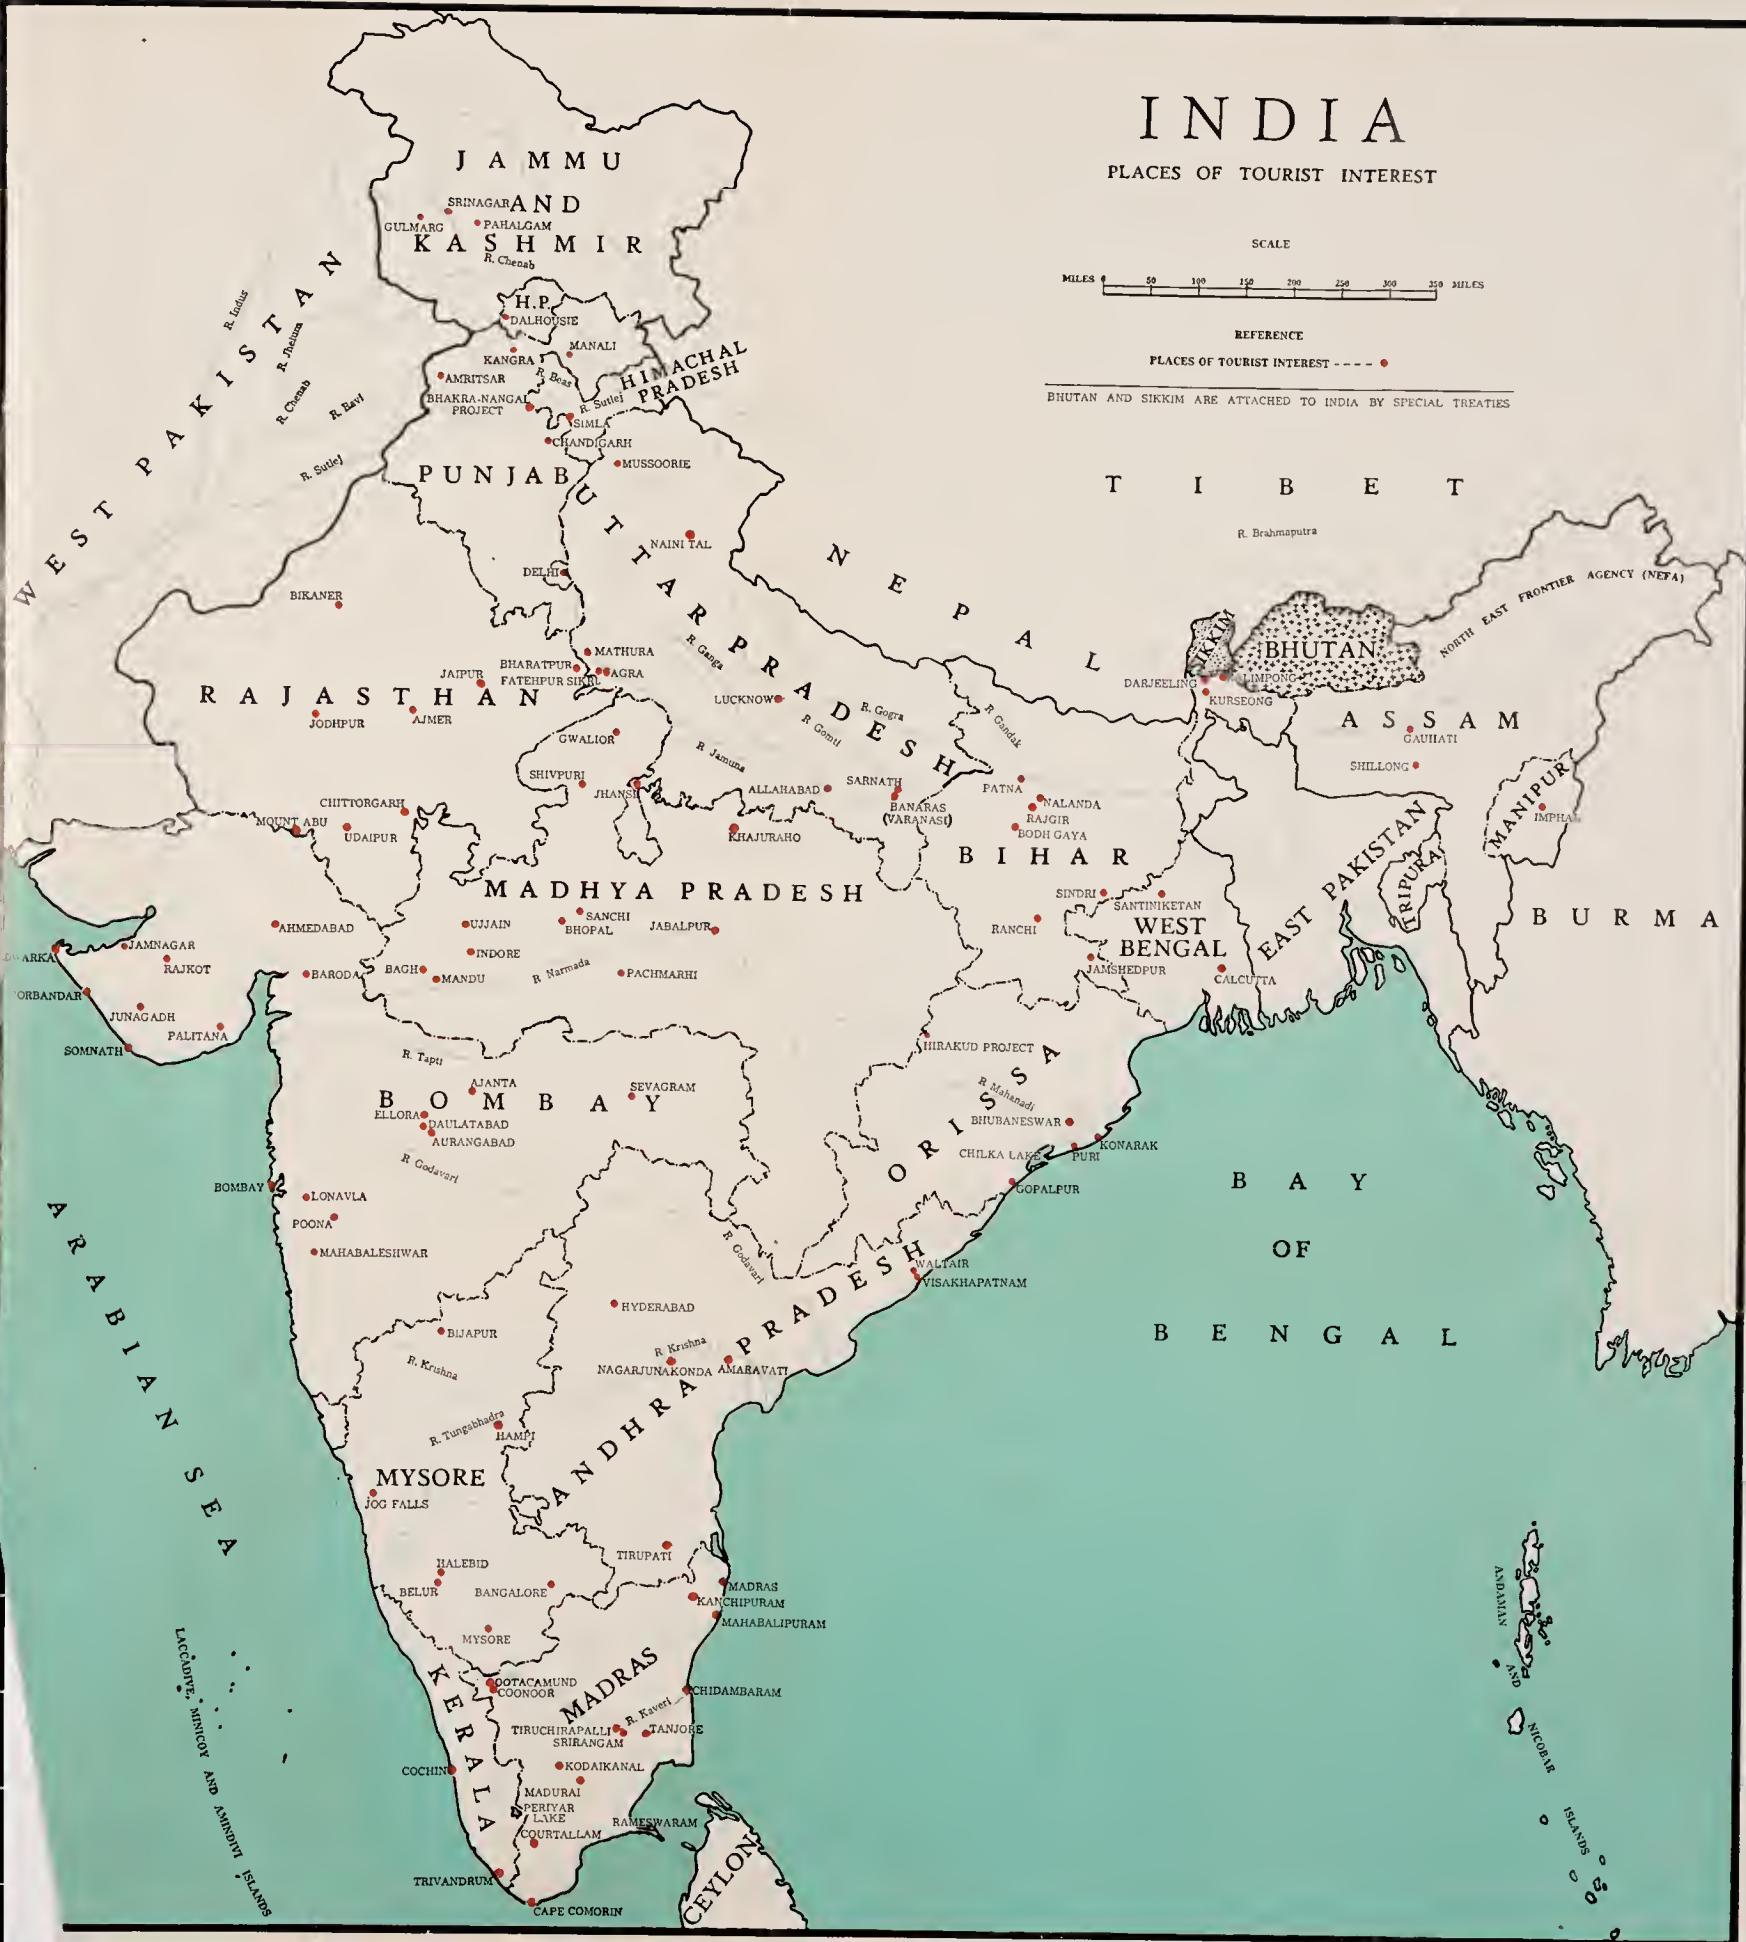 INDIA
PLACES OF TOURIST INTEREST
SCALE
MILES 0 50 100 150 200 250 300 350 MILES
REFERENCE
PLACES OF TOURIST INTEREST
BHUTAN AND SIKKIM ARE ATTACHED TO INDIA BY SPECIAL TREATIES
JAMMU
AND
KASHMIR
SRINAGAR
GULMARG
PAHALGAM
R. Chenab
H.P.
DALHOUSIE
KANGRA
MANALI
HIMACHAL
PRADESH
AMRITSAR
R. Beas
BHAKRA-NANGAL
PROJECT
R. Sutlej
SIMLA
CHANDIGARH
WEST PAKISTAN
R. Indus
R. Jhelum
R. Chenab
R. Ravi
R. Sutlej
PUNJAB
MUSSOORIE
NAINI TAL
DELHI
UTTAR PRADESH
NEPAL
TIBET
R. Brahmaputra
NORTH EAST FRONTIER AGENCY (NEFA)
SIKKIM
BHUTAN
DARJEELING
LIMPONG
KURSEONG
ASSAM
GAUHATI
SHILLONG
MANIPUR
IMPHAL
TRIPURA
EAST PAKISTAN
BURMA
BIKANER
MATHURA
BHARATPUR
FATEHPUR SIKRI
AGRA
JAIPUR
RAJASTHAN
JODHPUR
AJMER
R. Ganga
LUCKNOW
R. Gogra
R. Gomti
R. Gandak
GWALIOR
R. Jamuna
SHIVPURI
JHANSI
ALLAHABAD
SARNATH
BANARAS
(VARANASI)
PATNA
NALANDA
RAJGIR
BODH GAYA
CHITTORGARH
MOUNT ABU
UDAIPUR
KHAJURAHO
BIHAR
MADHYA PRADESH
SINDRI
SANTINIKETAN
RANCHI
WEST
BENGAL
JAMSHEDPUR
CALCUTTA
AHMEDABAD
UJJAIN
SANCHI
BHOPAL
JABALPUR
INDORE
BAGH
MANDU
R Narmada
PACHMARHI
BARODA
DWARKA
JAMNAGAR
RAJKOT
ORBANDAR
JUNAGADH
PALITANA
SOMNATH
R. Tapti
HIRAKUD PROJECT
ORISSA
R Mahanadi
BHUBANESWAR
KONARAK
CHILKA LAKE
PURI
GOPALPUR
AJANTA
SEVAGRAM
BOMBAY
ELLORA
DAULATABAD
AURANGABAD
R Godavari
BOMBAY
LONAVLA
POONA
MAHABALESHWAR
R. Godavari
WALTAIR
VISAKHAPATNAM
HYDERABAD
BIJAPUR
R. Krishna
R Krishna
NAGARJUNAKONDA
AMARAVATI
ANDHRA PRADESH
R. Tungabhadra
HAMPI
MYSORE
JOG FALLS
TIRUPATI
HALEBID
BELUR
BANGALORE
MADRAS
KANCHIPURAM
MAHABALIPURAM
MYSORE
OOTACAMUND
COONOOR
MADRAS
CHIDAMBARAM
R. Kaveri
TIRUCHIRAPALLI
SRIRANGAM
TANJORE
KERALA
COCHIN
KODAIKANAL
MADURAI
PERIYAR
LAKE
COURTALLAM
RAMESWARAM
TRIVANDRUM
CAPE COMORIN
CEYLON
ARABIAN SEA
BAY
OF
BENGAL
LACCADIVE, MINICOY AND AMINDIVI ISLANDS
ANDAMAN AND NICOBAR ISLANDS